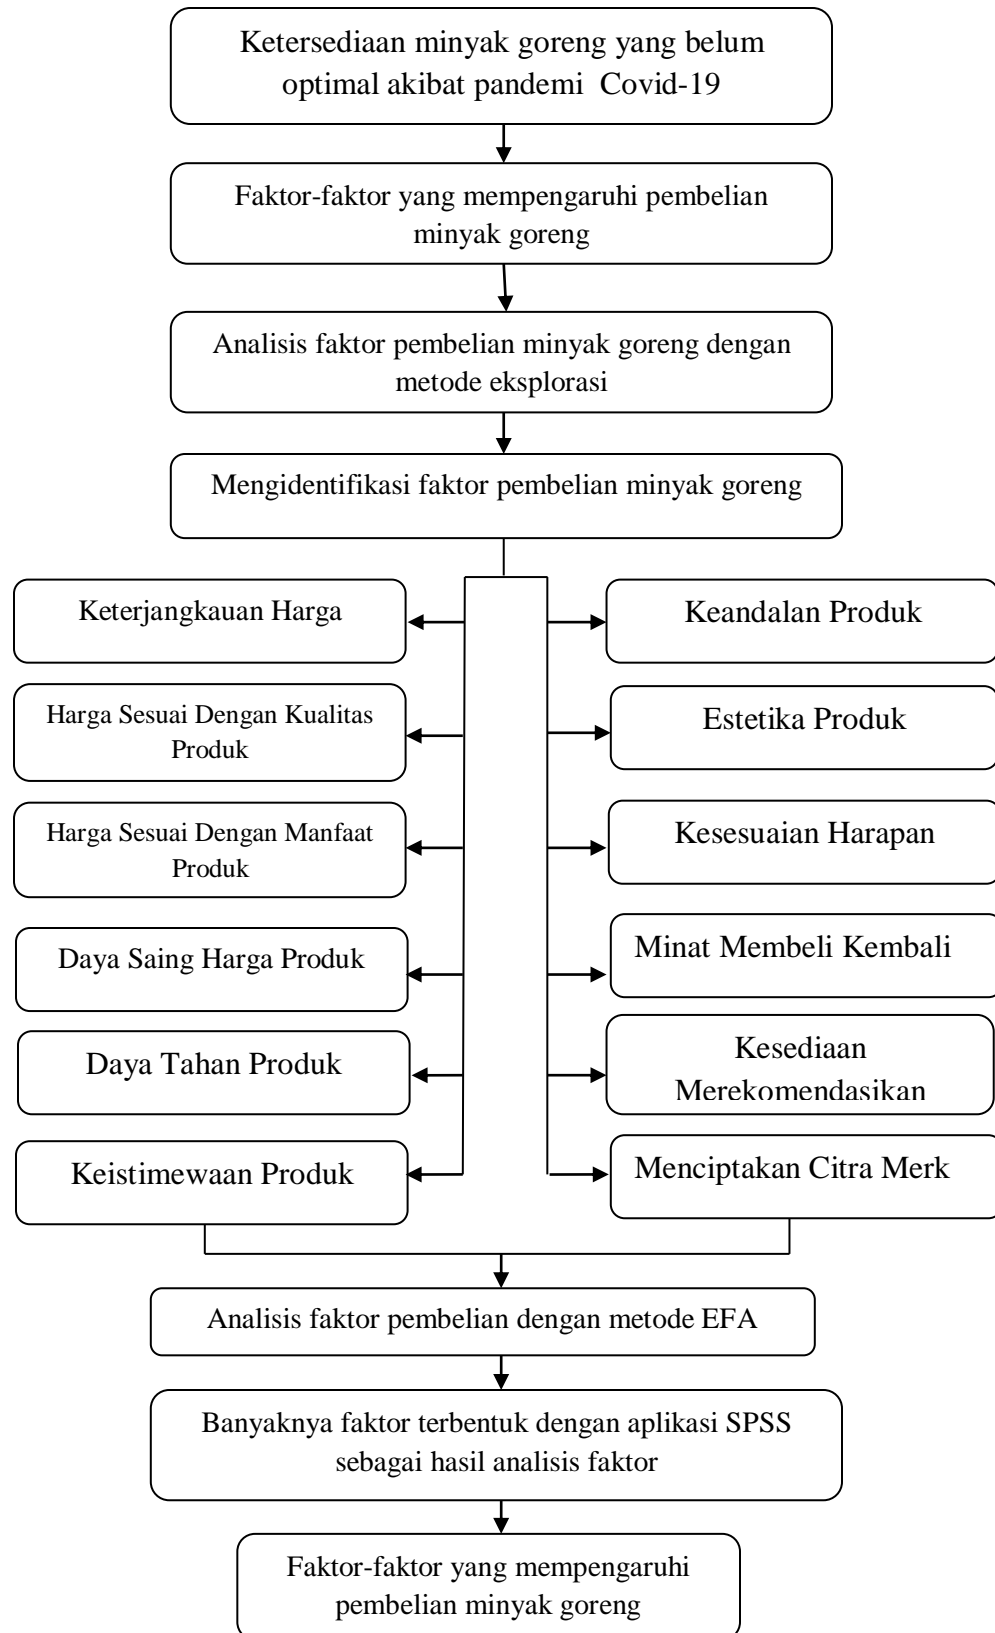 Ketersediaan minyak goreng yang belum
optimal akibat pandemi Covid-19
Faktor-faktor yang mempengaruhi pembelian
minyak goreng
Analisis faktor pembelian minyak goreng dengan
metode eksplorasi
Mengidentifikasi faktor pembelian minyak goreng
Keterjangkauan Harga
Harga Sesuai Dengan Kualitas
Produk
Harga Sesuai Dengan Manfaat
Produk
Daya Saing Harga Produk
Daya Tahan Produk
Keistimewaan Produk
Keandalan Produk
Estetika Produk
Kesesuaian Harapan
Minat Membeli Kembali
Kesediaan
Merekomendasikan
Menciptakan Citra Merk
Analisis faktor pembelian dengan metode EFA
Banyaknya faktor terbentuk dengan aplikasi SPSS
sebagai hasil analisis faktor
Faktor-faktor yang mempengaruhi
pembelian minyak goreng